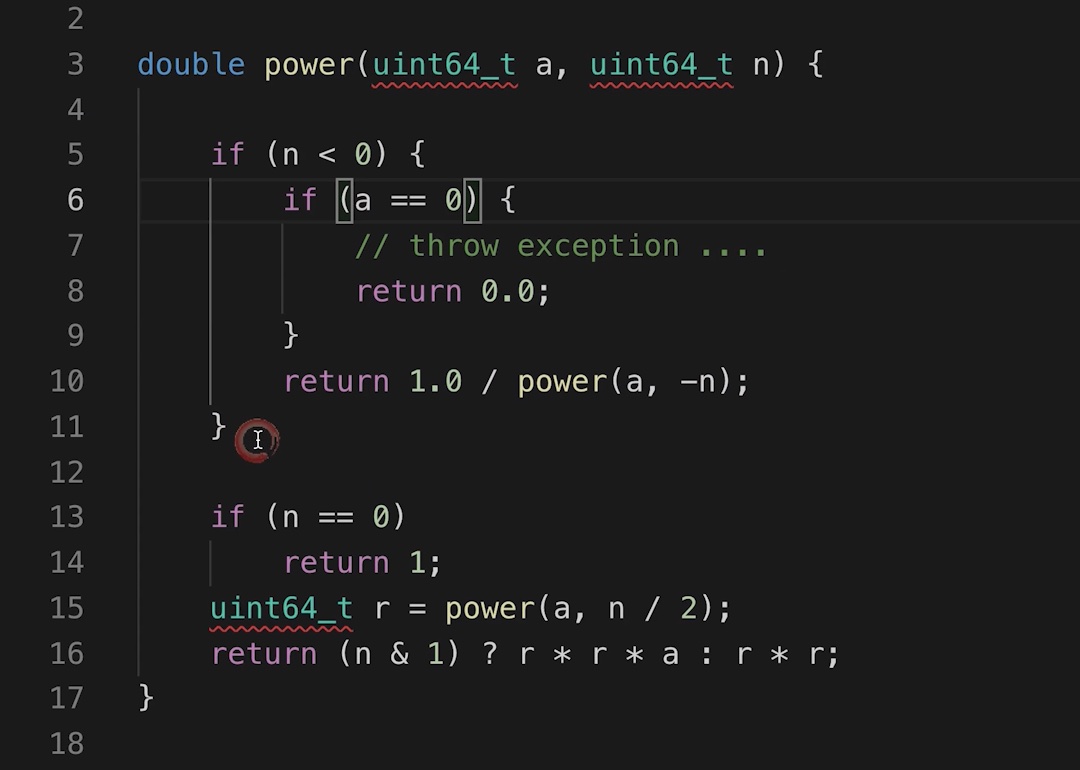 2
3 double power(uint64_t a, uint64_t n) {
4
5 if (n < 0) {
6 if (a == 0) {
7 // throw exception ....
8 return 0.0;
9 }
10 return 1.0 / power(a, -n);
11 }
12
13 if (n == 0)
14 return 1;
15 uint64_t r = power(a, n / 2);
16 return (n & 1) ? r * r * a : r * r;
17 }
18